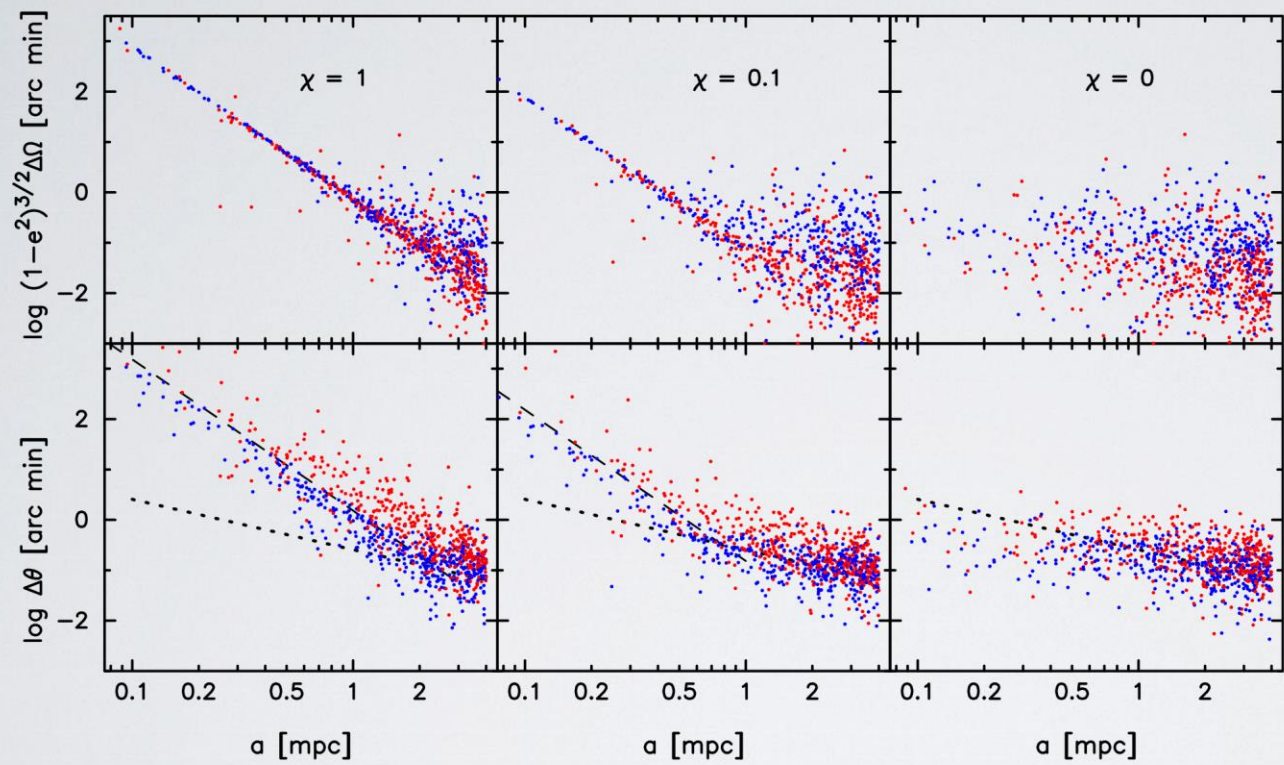 log (1−e²)³/²ΔΩ [arc min]
2
0
−2
χ = 1
χ = 0.1
χ = 0
log Δθ [arc min]
2
0
−2
0.1 0.2 0.5 1 2
0.1 0.2 0.5 1 2
0.1 0.2 0.5 1 2
a [mpc]
a [mpc]
a [mpc]